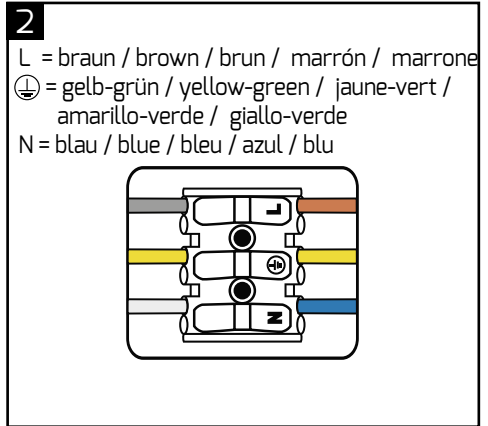 2
L = braun / brown / brun / marrón / marrone
⏚ = gelb-grün / yellow-green / jaune-vert /
amarillo-verde / giallo-verde
N = blau / blue / bleu / azul / blu
L
⏚
N